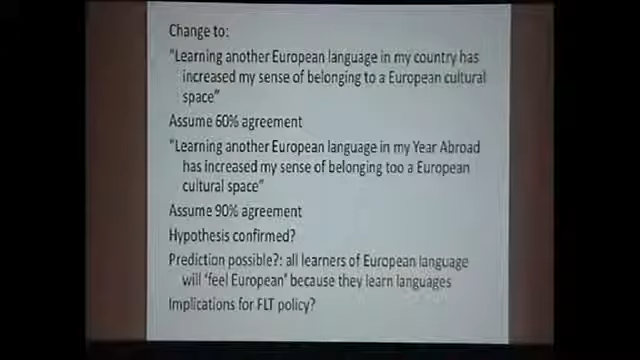 Change to:
"Learning another European language in my country has
increased my sense of belonging to a European cultural
space"
Assume 60% agreement
"Learning another European language in my Year Abroad
has increased my sense of belonging too a European
cultural space"
Assume 90% agreement
Hypothesis confirmed?
Prediction possible?: all learners of European language
will 'feel European' because they learn languages
Implications for FLT policy?